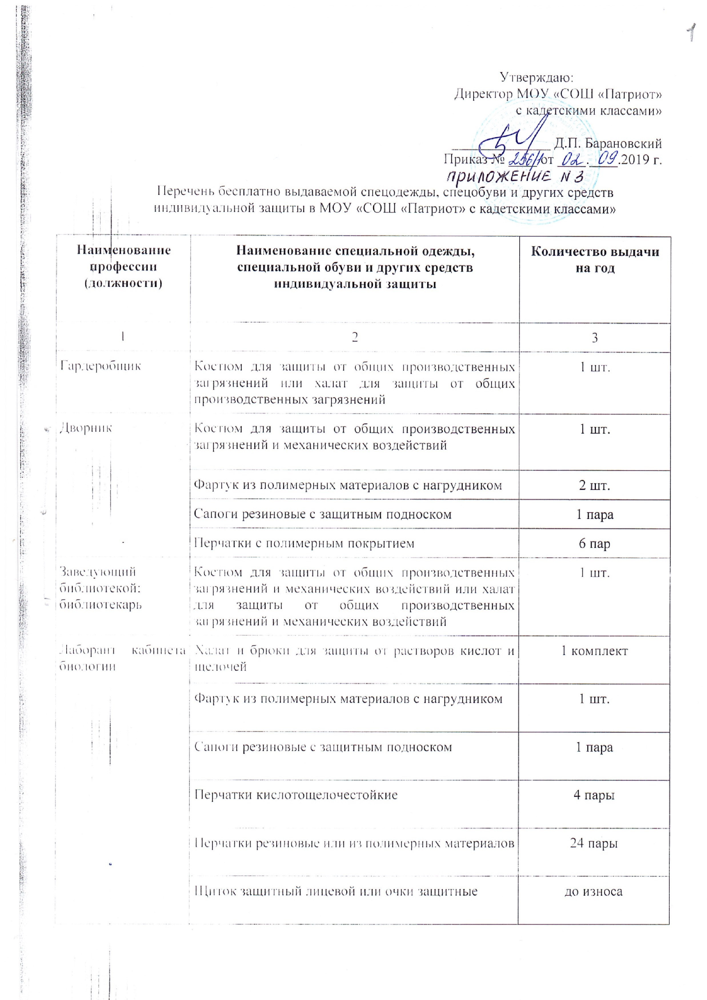 1
Утверждаю:
Директор МОУ «СОШ «Патриот»
с кадетскими классами»
Д.П. Барановский
Приказ № 256/1 от 02.09.2019 г.
ПРИЛОЖЕНИЕ N 3
Перечень бесплатно выдаваемой спецодежды, спецобуви и других средств
индивидуальной защиты в МОУ «СОШ «Патриот» с кадетскими классами»
Наименование
профессии
(должности)
Наименование специальной одежды,
специальной обуви и других средств
индивидуальной защиты
Количество выдачи
на год
1
2
3
Гардеробщик
Костюм для защиты от общих производственных
загрязнений или халат для защиты от общих
производственных загрязнений
1 шт.
Дворник
Костюм для защиты от общих производственных
загрязнений и механических воздействий
1 шт.
Фартук из полимерных материалов с нагрудником
2 шт.
Сапоги резиновые с защитным подноском
1 пара
Перчатки с полимерным покрытием
6 пар
Заведующий
библиотекой:
библиотекарь
Костюм для защиты от общих производственных
загрязнений и механических воздействий или халат
для защиты от общих производственных
загрязнений и механических воздействий
1 шт.
Лаборант кабинета
биологии
Халат и брюки для защиты от растворов кислот и
щелочей
1 комплект
Фартук из полимерных материалов с нагрудником
1 шт.
Сапоги резиновые с защитным подноском
1 пара
Перчатки кислотощелочестойкие
4 пары
Перчатки резиновые или из полимерных материалов
24 пары
Щиток защитный лицевой или очки защитные
до износа